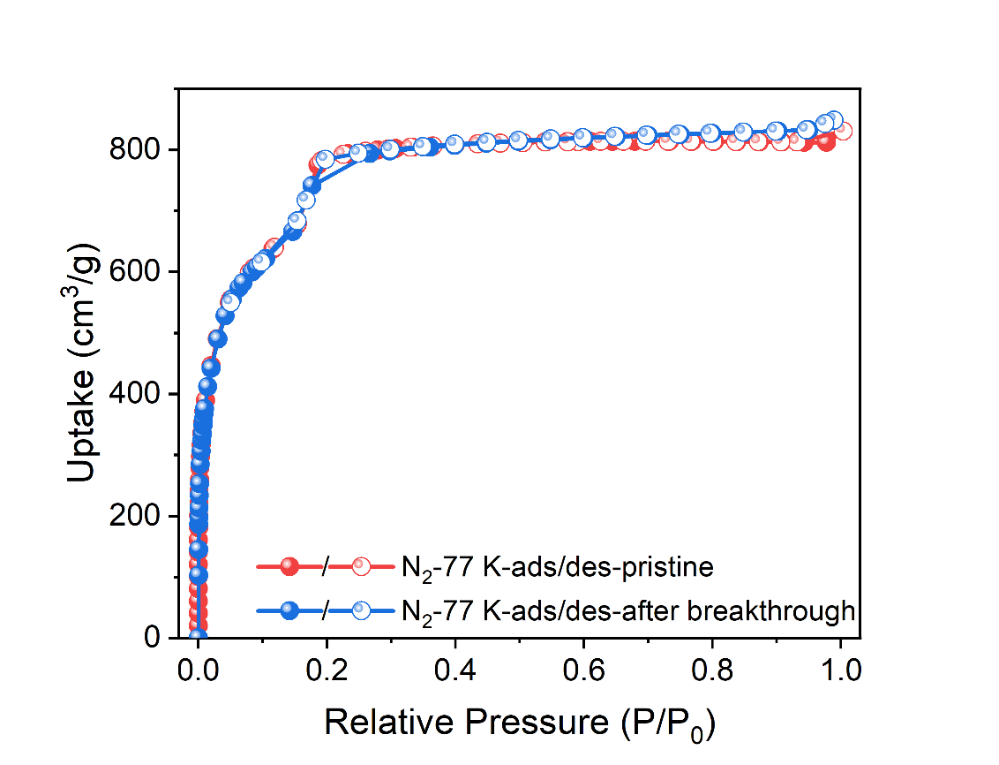 800
600
400
200
0
0.0 0.2 0.4 0.6 0.8 1.0
Uptake (cm³/g)
Relative Pressure (P/P₀)
/ N₂-77 K-ads/des-pristine
/ N₂-77 K-ads/des-after breakthrough